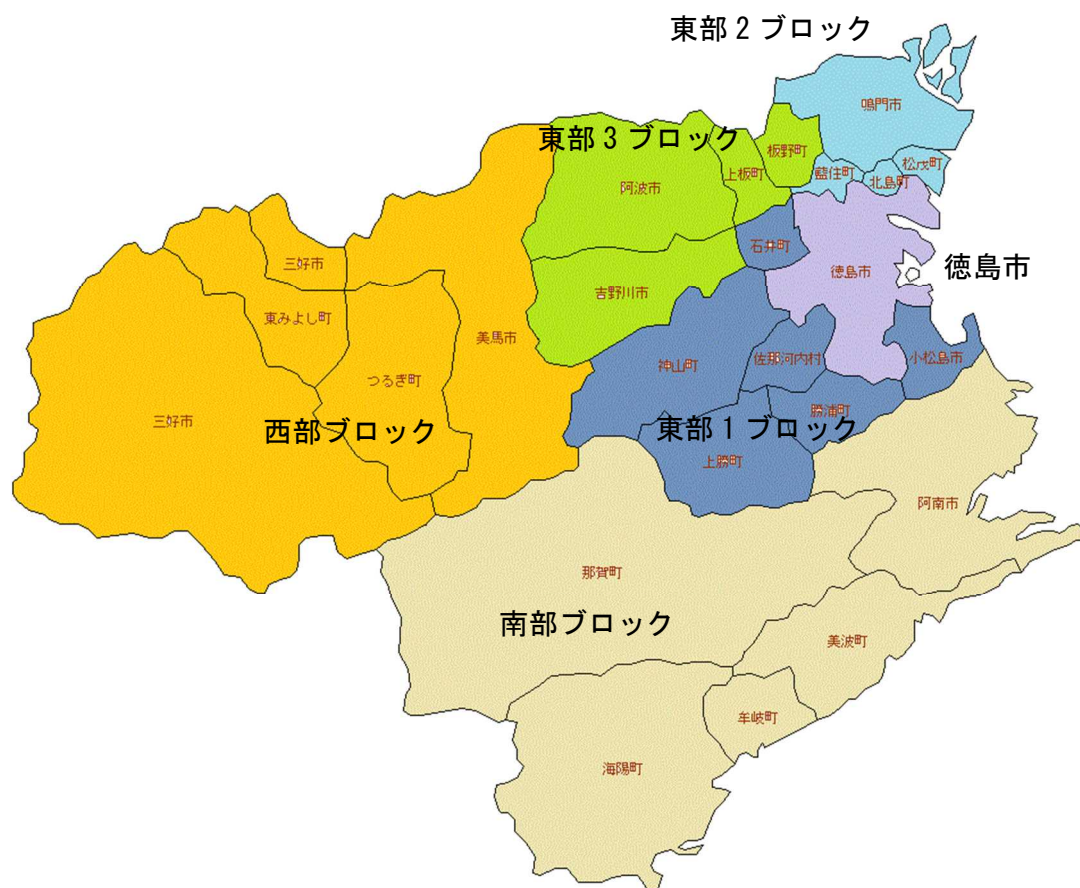 東部２ブロック
鳴門市
東部３ブロック
板野町
松茂町
上板町
藍住町
北島町
阿波市
石井町
三好市
徳島市
徳島市
吉野川市
東みよし町
美馬市
神山町
佐那河内村
小松島市
つるぎ町
勝浦町
三好市
西部ブロック
東部１ブロック
上勝町
阿南市
那賀町
南部ブロック
美波町
牟岐町
海陽町